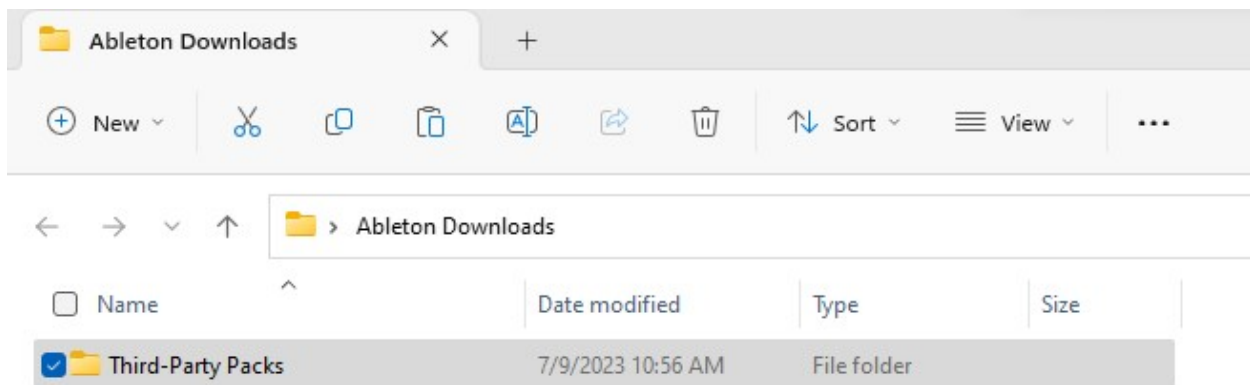 Ableton Downloads
New Sort View
Ableton Downloads
Name Date modified Type Size
Third-Party Packs 7/9/2023 10:56 AM File folder